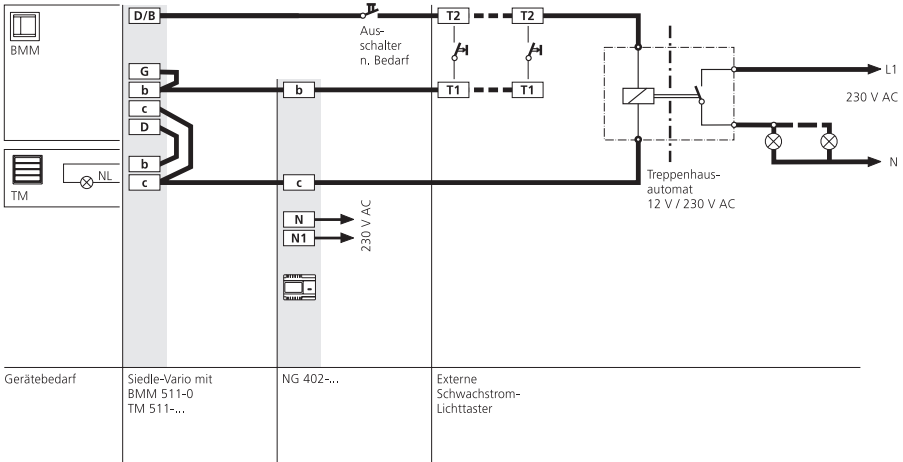 D/B
T2
T2
BMM
Aus-
schalter
n. Bedarf
G
b
b
T1
T1
L1
230 V AC
c
D
b
c
c
NL
TM
N
Treppenhaus-
automat
12 V / 230 V AC
N
N1
230 V AC
Gerätebedarf
Siedle-Vario mit
BMM 511-0
TM 511-...
NG 402-...
Externe
Schwachstrom-
Lichttaster